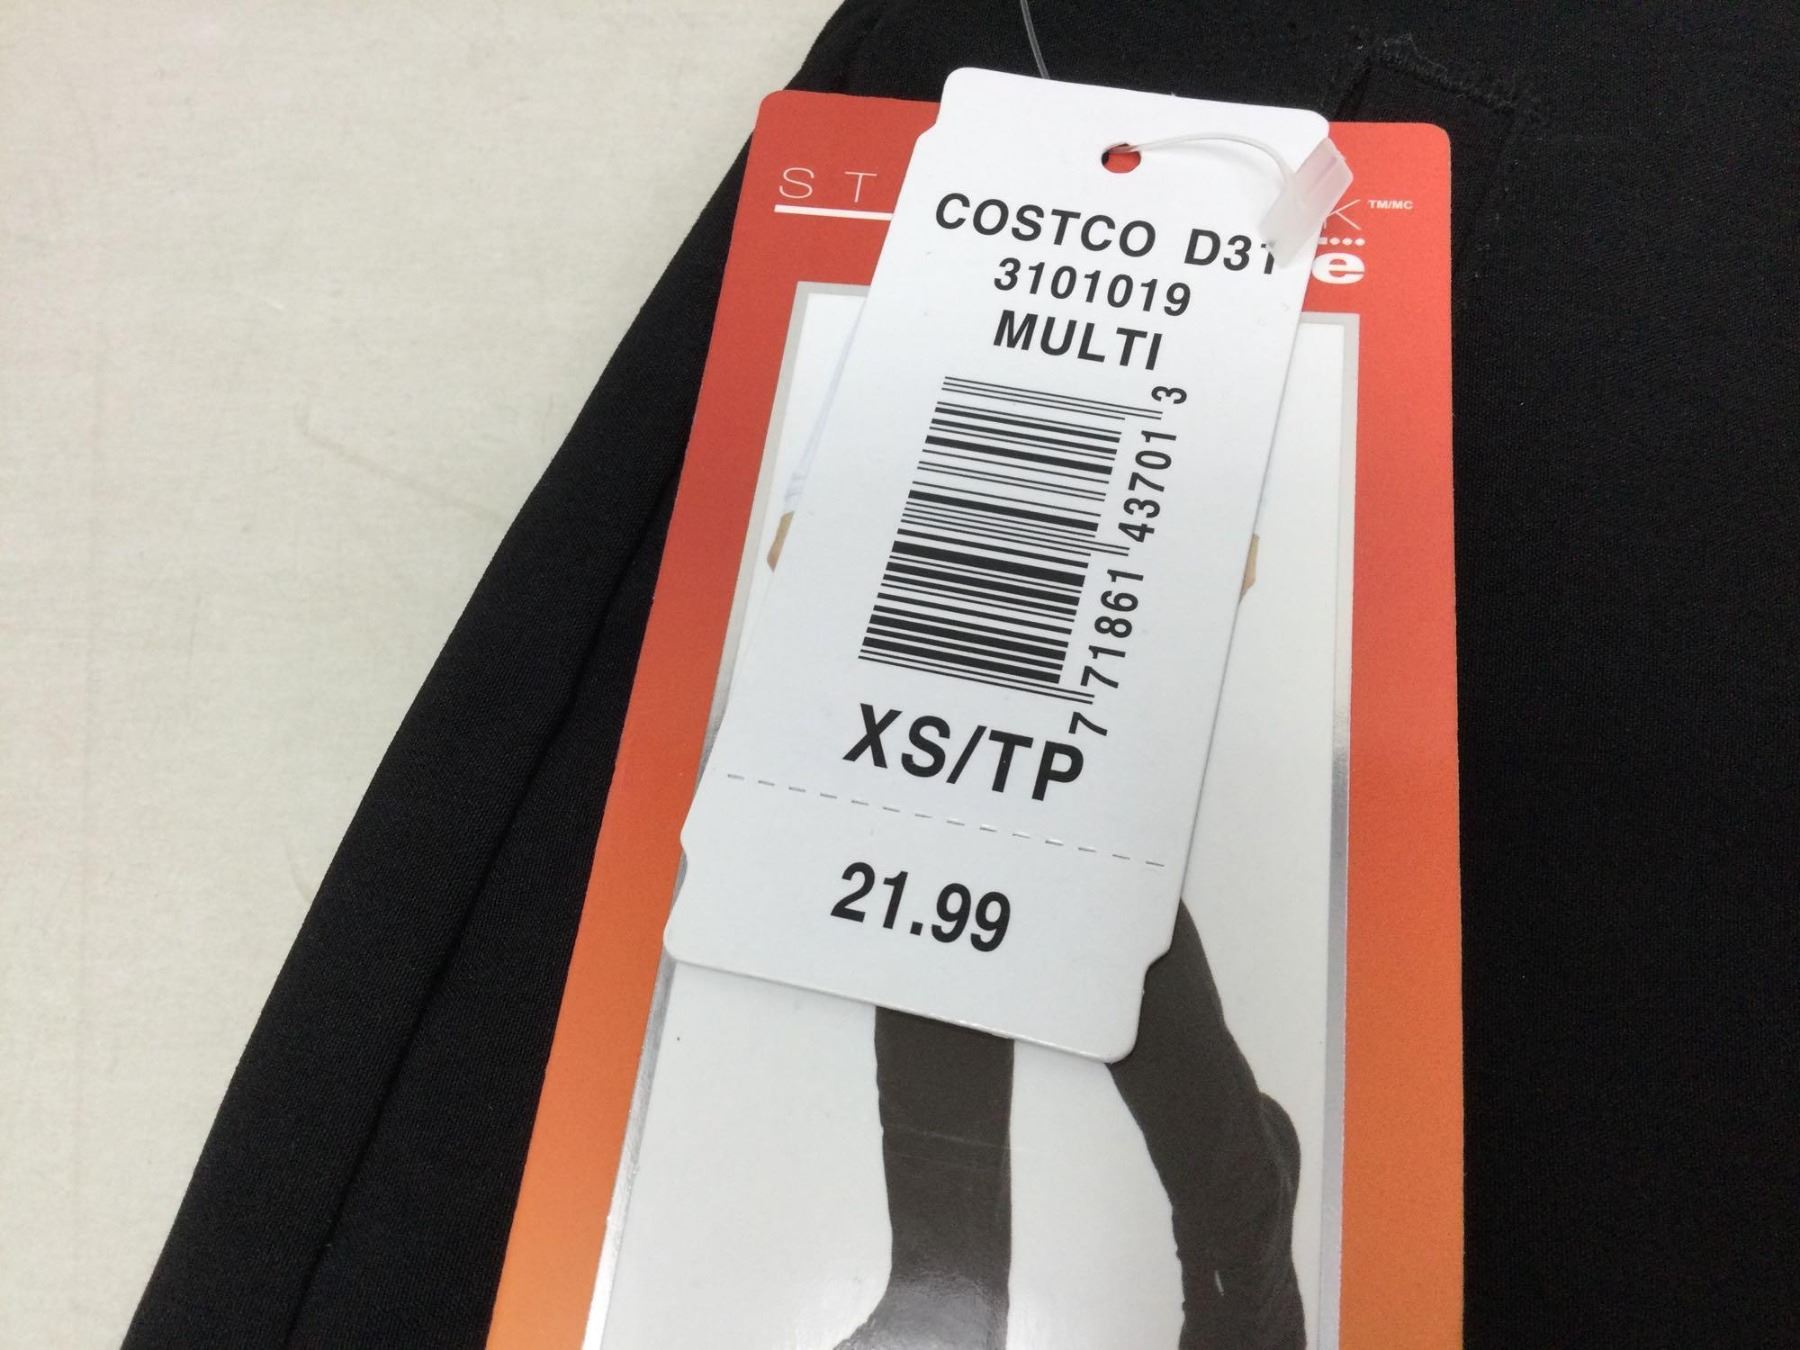 COSTCO D31
3101019
MULTI
7 71861 43701 3
XS/TP
21.99
TM/MC